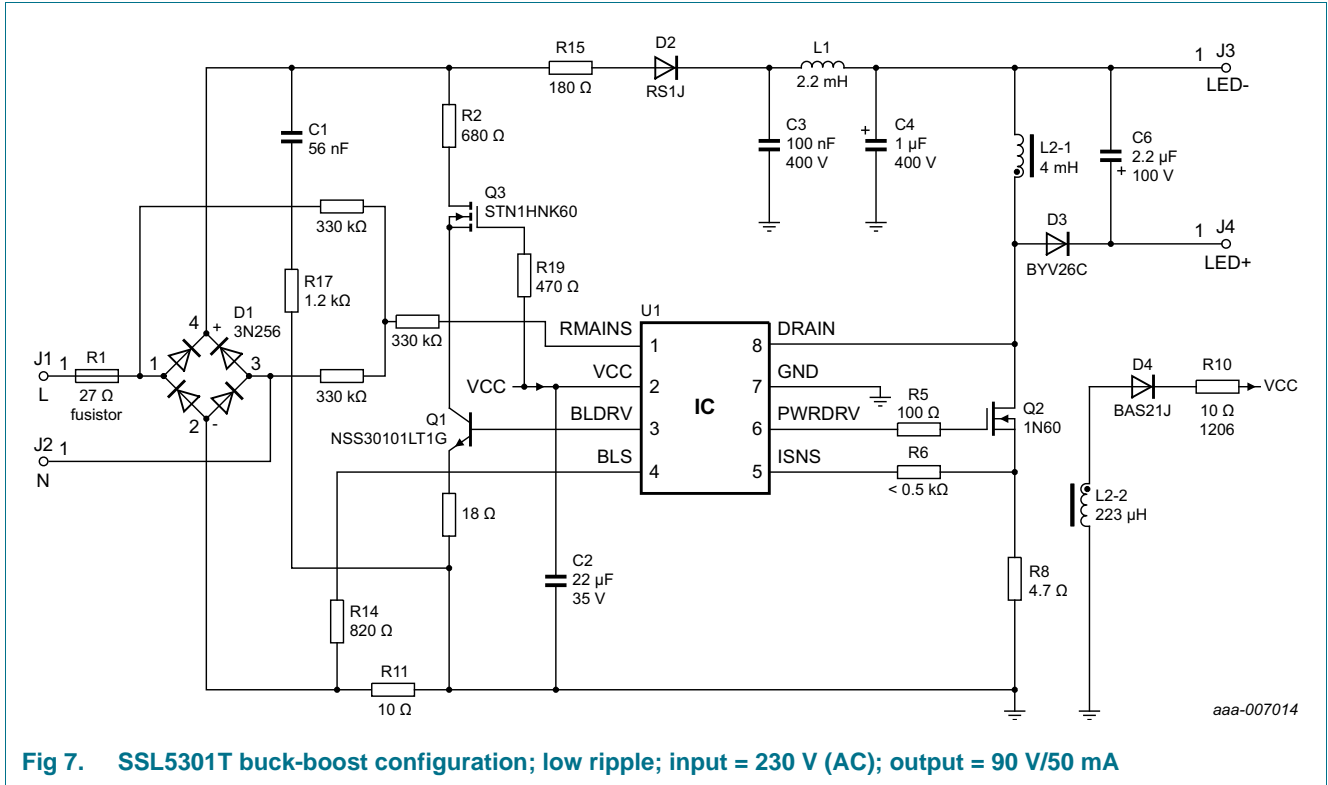 R15
180 Ω
D2
RS1J
L1
2.2 mH
1 J3
LED-
C1
56 nF
R2
680 Ω
C3
100 nF
400 V
+
C4
1 μF
400 V
L2-1
4 mH
C6
2.2 μF
100 V
+
Q3
STN1HNK60
330 kΩ
R19
470 Ω
D3
BYV26C
1 J4
LED+
R17
1.2 kΩ
D1
3N256
4
+
1
3
2
-
J1 1
L
R1
27 Ω
fusistor
330 kΩ
330 kΩ
J2 1
N
U1
RMAINS
1
VCC
VCC
2
BLDRV
3
BLS
4
IC
DRAIN
8
GND
7
PWRDRV
6
ISNS
5
R5
100 Ω
R6
< 0.5 kΩ
Q2
1N60
D4
BAS21J
R10
10 Ω
1206
VCC
Q1
NSS30101LT1G
18 Ω
L2-2
223 μH
C2
22 μF
35 V
R8
4.7 Ω
R14
820 Ω
R11
10 Ω
aaa-007014
Fig 7. SSL5301T buck-boost configuration; low ripple; input = 230 V (AC); output = 90 V/50 mA